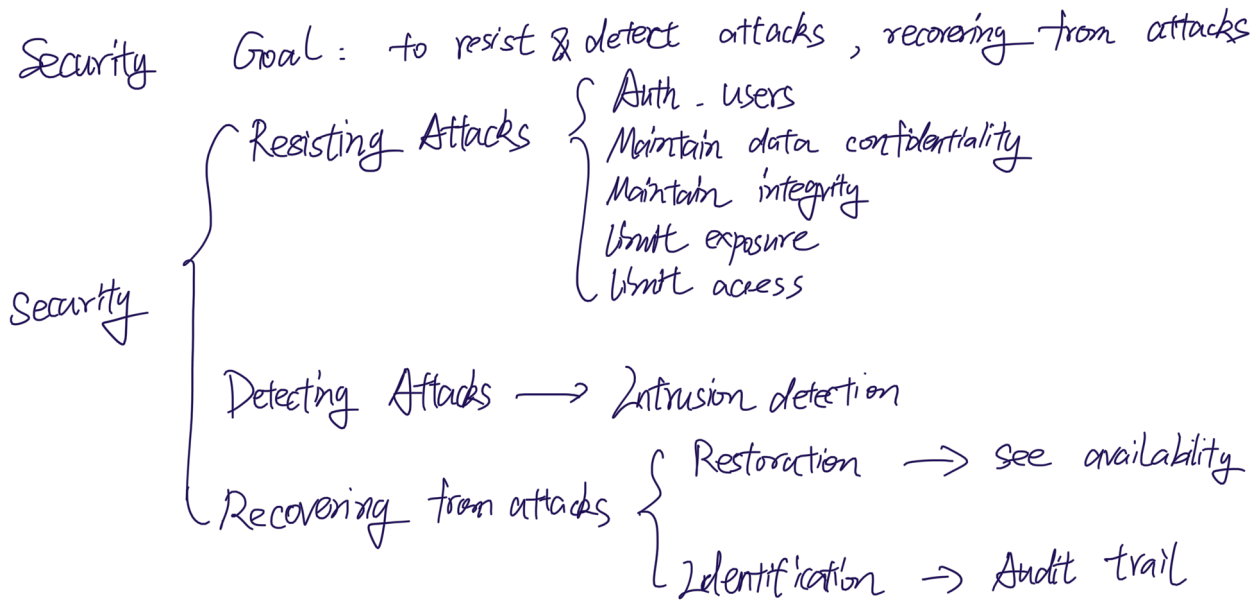 Security Goal: to resist & detect attacks, recovering from attacks
Resisting Attacks
Auth - users
Maintain data confidentiality
Maintain integrity
Limit exposure
Limit access
Security
Detecting Attacks → Intrusion detection
Recovering from attacks
Restoration → see availability
Identification → Audit trail